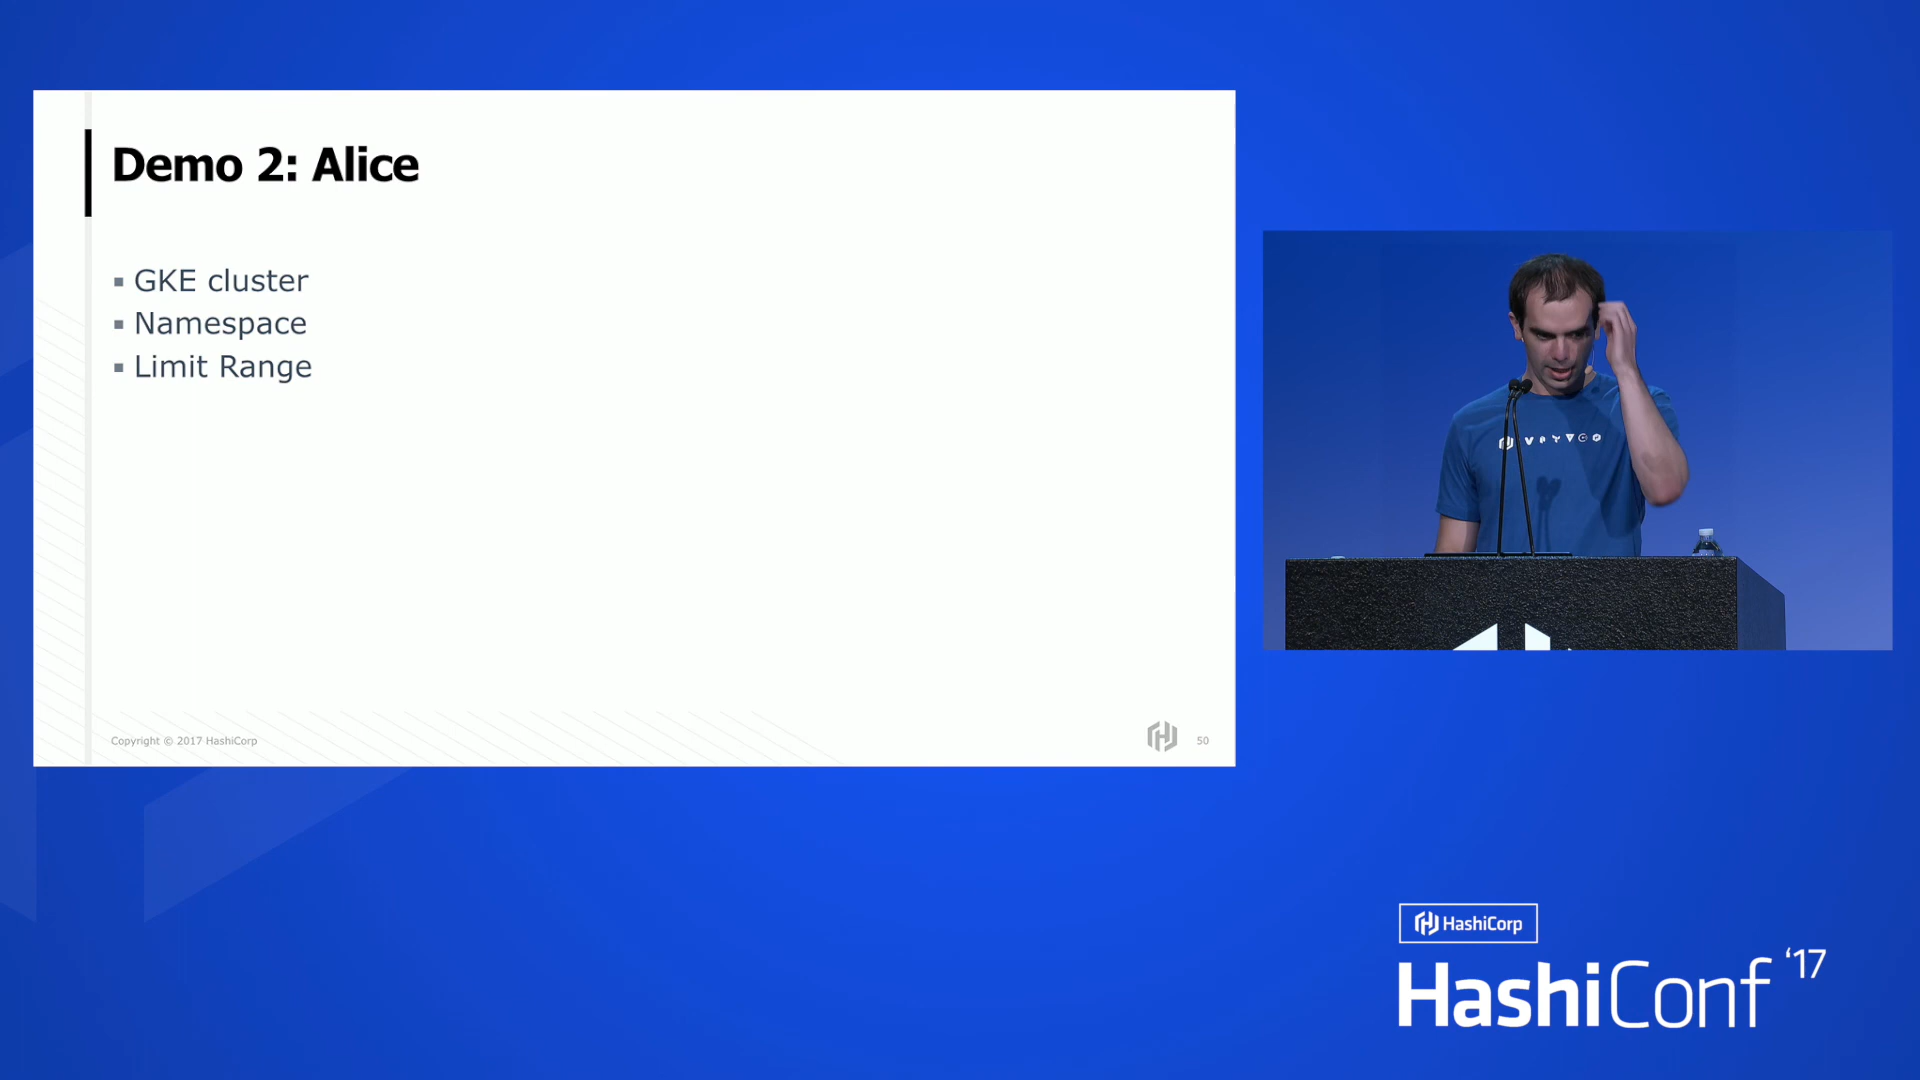 Demo 2: Alice
▪ GKE cluster
▪ Namespace
▪ Limit Range
Copyright © 2017 HashiCorp
50
HashiCorp
HashiConf '17